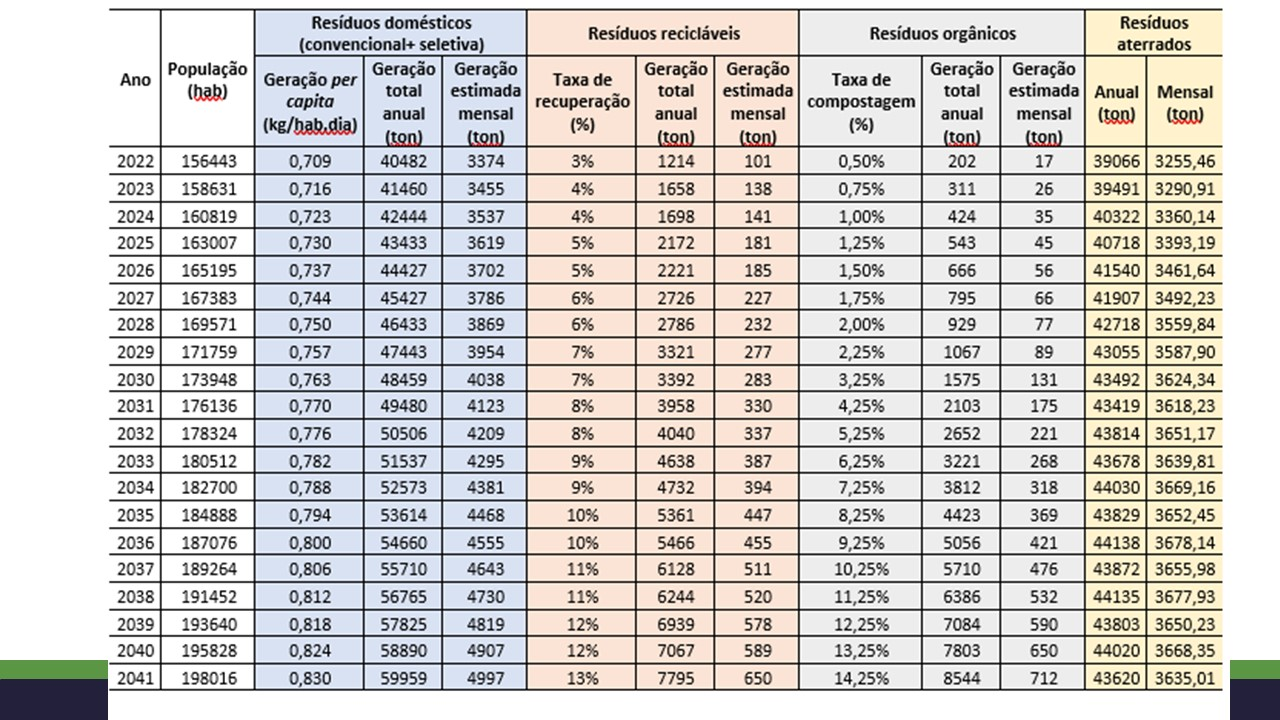 Ano
População
(hab)
Resíduos domésticos
(convencional+ seletiva)
Resíduos recicláveis
Resíduos orgânicos
Resíduos
aterrados
Geração per
capita
(kg/hab.dia)
Geração
total
anual
(ton)
Geração
estimada
mensal
(ton)
Taxa de
recuperação
(%)
Geração
total
anual
(ton)
Geração
estimada
mensal
(ton)
Taxa de
compostagem
(%)
Geração
total
anual
(ton)
Geração
estimada
mensal
(ton)
Anual
(ton)
Mensal
(ton)
2022 156443 0,709 40482 3374 3% 1214 101 0,50% 202 17 39066 3255,46
2023 158631 0,716 41460 3455 4% 1658 138 0,75% 311 26 39491 3290,91
2024 160819 0,723 42444 3537 4% 1698 141 1,00% 424 35 40322 3360,14
2025 163007 0,730 43433 3619 5% 2172 181 1,25% 543 45 40718 3393,19
2026 165195 0,737 44427 3702 5% 2221 185 1,50% 666 56 41540 3461,64
2027 167383 0,744 45427 3786 6% 2726 227 1,75% 795 66 41907 3492,23
2028 169571 0,750 46433 3869 6% 2786 232 2,00% 929 77 42718 3559,84
2029 171759 0,757 47443 3954 7% 3321 277 2,25% 1067 89 43055 3587,90
2030 173948 0,763 48459 4038 7% 3392 283 3,25% 1575 131 43492 3624,34
2031 176136 0,770 49480 4123 8% 3958 330 4,25% 2103 175 43419 3618,23
2032 178324 0,776 50506 4209 8% 4040 337 5,25% 2652 221 43814 3651,17
2033 180512 0,782 51537 4295 9% 4638 387 6,25% 3221 268 43678 3639,81
2034 182700 0,788 52573 4381 9% 4732 394 7,25% 3812 318 44030 3669,16
2035 184888 0,794 53614 4468 10% 5361 447 8,25% 4423 369 43829 3652,45
2036 187076 0,800 54660 4555 10% 5466 455 9,25% 5056 421 44138 3678,14
2037 189264 0,806 55710 4643 11% 6128 511 10,25% 5710 476 43872 3655,98
2038 191452 0,812 56765 4730 11% 6244 520 11,25% 6386 532 44135 3677,93
2039 193640 0,818 57825 4819 12% 6939 578 12,25% 7084 590 43803 3650,23
2040 195828 0,824 58890 4907 12% 7067 589 13,25% 7803 650 44020 3668,35
2041 198016 0,830 59959 4997 13% 7795 650 14,25% 8544 712 43620 3635,01